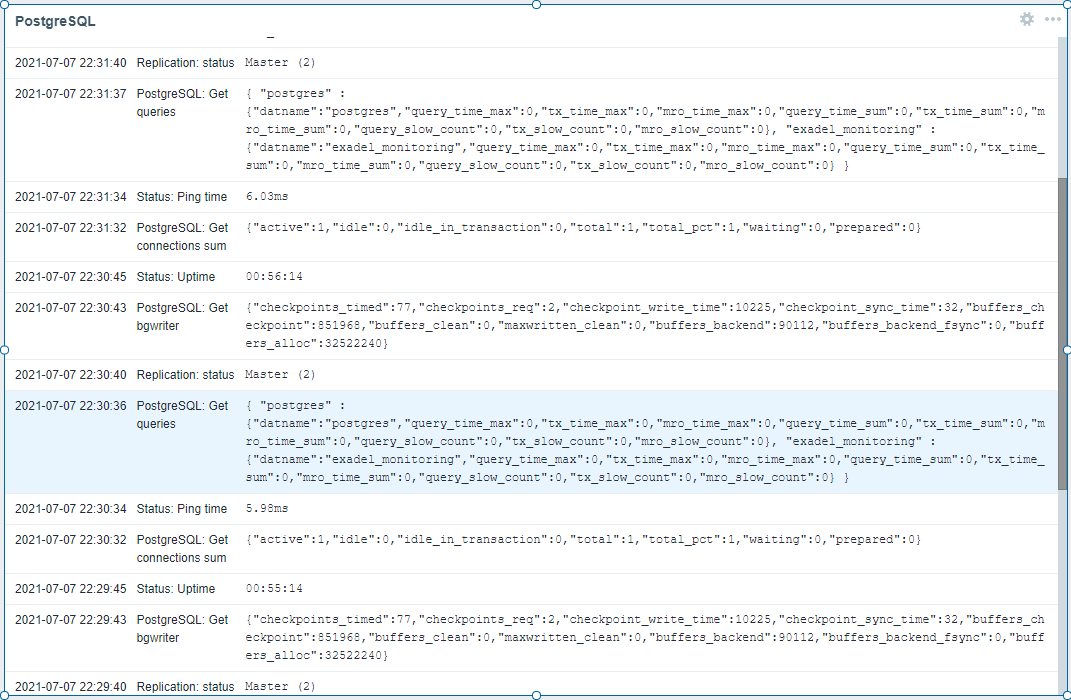 PostgreSQL
2021-07-07 22:31:40 Replication: status Master (2)
2021-07-07 22:31:37 PostgreSQL: Get queries { "postgres" :
{"datname":"postgres","query_time_max":0,"tx_time_max":0,"mro_time_max":0,"query_time_sum":0,"tx_time_sum":0,"m
ro_time_sum":0,"query_slow_count":0,"tx_slow_count":0,"mro_slow_count":0}, "exadel_monitoring" :
{"datname":"exadel_monitoring","query_time_max":0,"tx_time_max":0,"mro_time_max":0,"query_time_sum":0,"tx_time_
sum":0,"mro_time_sum":0,"query_slow_count":0,"tx_slow_count":0,"mro_slow_count":0} }
2021-07-07 22:31:34 Status: Ping time 6.03ms
2021-07-07 22:31:32 PostgreSQL: Get connections sum {"active":1,"idle":0,"idle_in_transaction":0,"total":1,"total_pct":1,"waiting":0,"prepared":0}
2021-07-07 22:30:45 Status: Uptime 00:56:14
2021-07-07 22:30:43 PostgreSQL: Get bgwriter {"checkpoints_timed":77,"checkpoints_req":2,"checkpoint_write_time":10225,"checkpoint_sync_time":32,"buffers_ch
eckpoint":851968,"buffers_clean":0,"maxwritten_clean":0,"buffers_backend":90112,"buffers_backend_fsync":0,"buff
ers_alloc":32522240}
2021-07-07 22:30:40 Replication: status Master (2)
2021-07-07 22:30:36 PostgreSQL: Get queries { "postgres" :
{"datname":"postgres","query_time_max":0,"tx_time_max":0,"mro_time_max":0,"query_time_sum":0,"tx_time_sum":0,"m
ro_time_sum":0,"query_slow_count":0,"tx_slow_count":0,"mro_slow_count":0}, "exadel_monitoring" :
{"datname":"exadel_monitoring","query_time_max":0,"tx_time_max":0,"mro_time_max":0,"query_time_sum":0,"tx_time_
sum":0,"mro_time_sum":0,"query_slow_count":0,"tx_slow_count":0,"mro_slow_count":0} }
2021-07-07 22:30:34 Status: Ping time 5.98ms
2021-07-07 22:30:32 PostgreSQL: Get connections sum {"active":1,"idle":0,"idle_in_transaction":0,"total":1,"total_pct":1,"waiting":0,"prepared":0}
2021-07-07 22:29:45 Status: Uptime 00:55:14
2021-07-07 22:29:43 PostgreSQL: Get bgwriter {"checkpoints_timed":77,"checkpoints_req":2,"checkpoint_write_time":10225,"checkpoint_sync_time":32,"buffers_ch
eckpoint":851968,"buffers_clean":0,"maxwritten_clean":0,"buffers_backend":90112,"buffers_backend_fsync":0,"buff
ers_alloc":32522240}
2021-07-07 22:29:40 Replication: status Master (2)